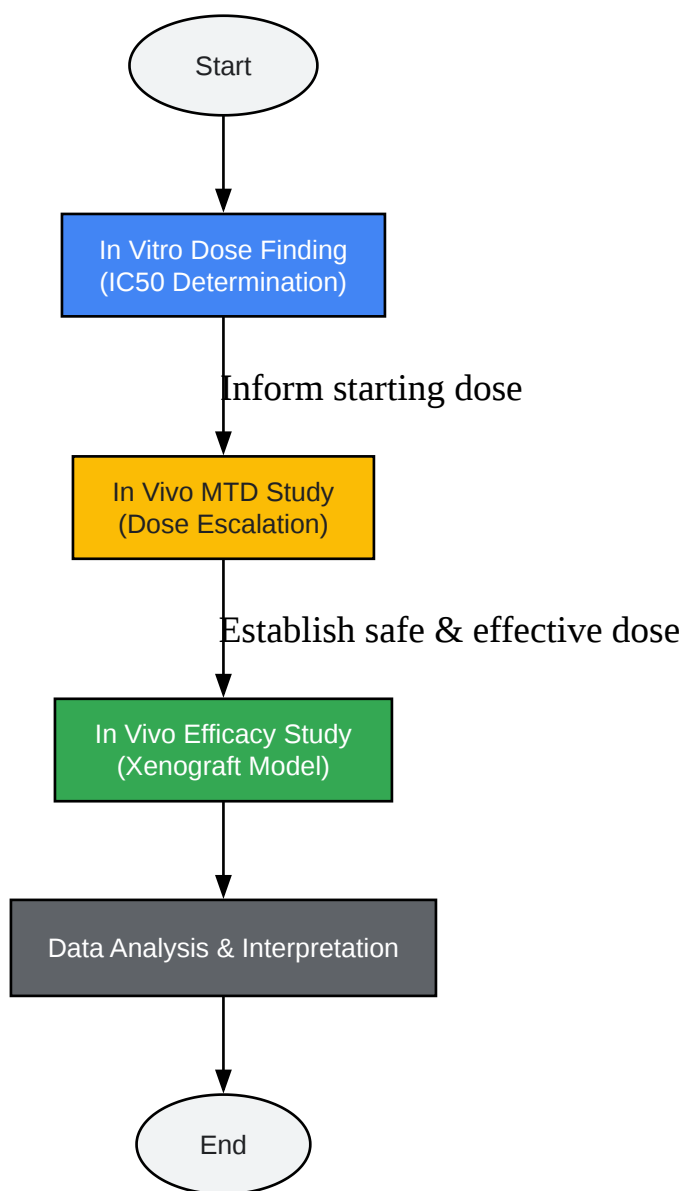 Start
In Vitro Dose Finding
(IC50 Determination)
Inform starting dose
In Vivo MTD Study
(Dose Escalation)
Establish safe & effective dose
In Vivo Efficacy Study
(Xenograft Model)
Data Analysis & Interpretation
End